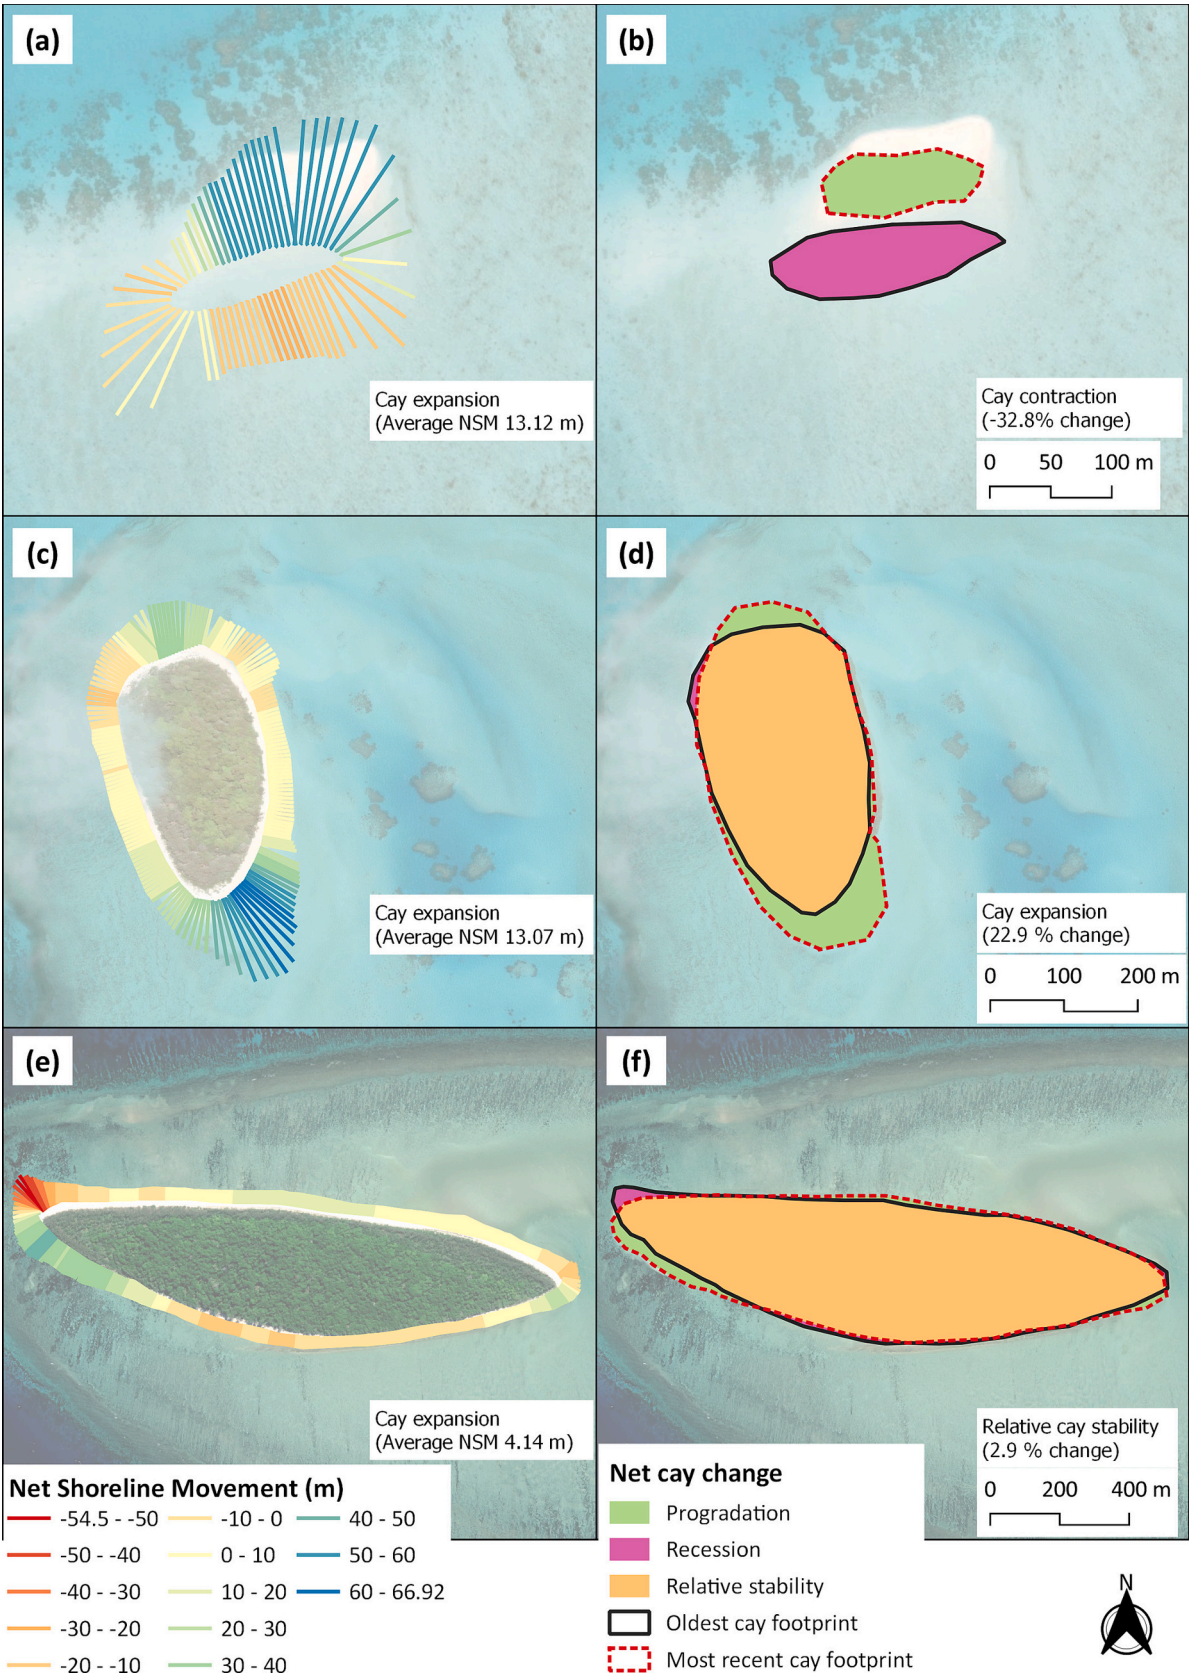 (a)
Cay expansion
(Average NSM 13.12 m)
(b)
Cay contraction
(-32.8% change)
0 50 100 m
(c)
Cay expansion
(Average NSM 13.07 m)
(d)
Cay expansion
(22.9 % change)
0 100 200 m
(e)
Cay expansion
(Average NSM 4.14 m)
(f)
Relative cay stability
(2.9 % change)
0 200 400 m
Net Shoreline Movement (m)
-54.5 - -50
-50 - -40
-40 - -30
-30 - -20
-20 - -10
-10 - 0
0 - 10
10 - 20
20 - 30
30 - 40
40 - 50
50 - 60
60 - 66.92
Net cay change
Progradation
Recession
Relative stability
Oldest cay footprint
Most recent cay footprint
N